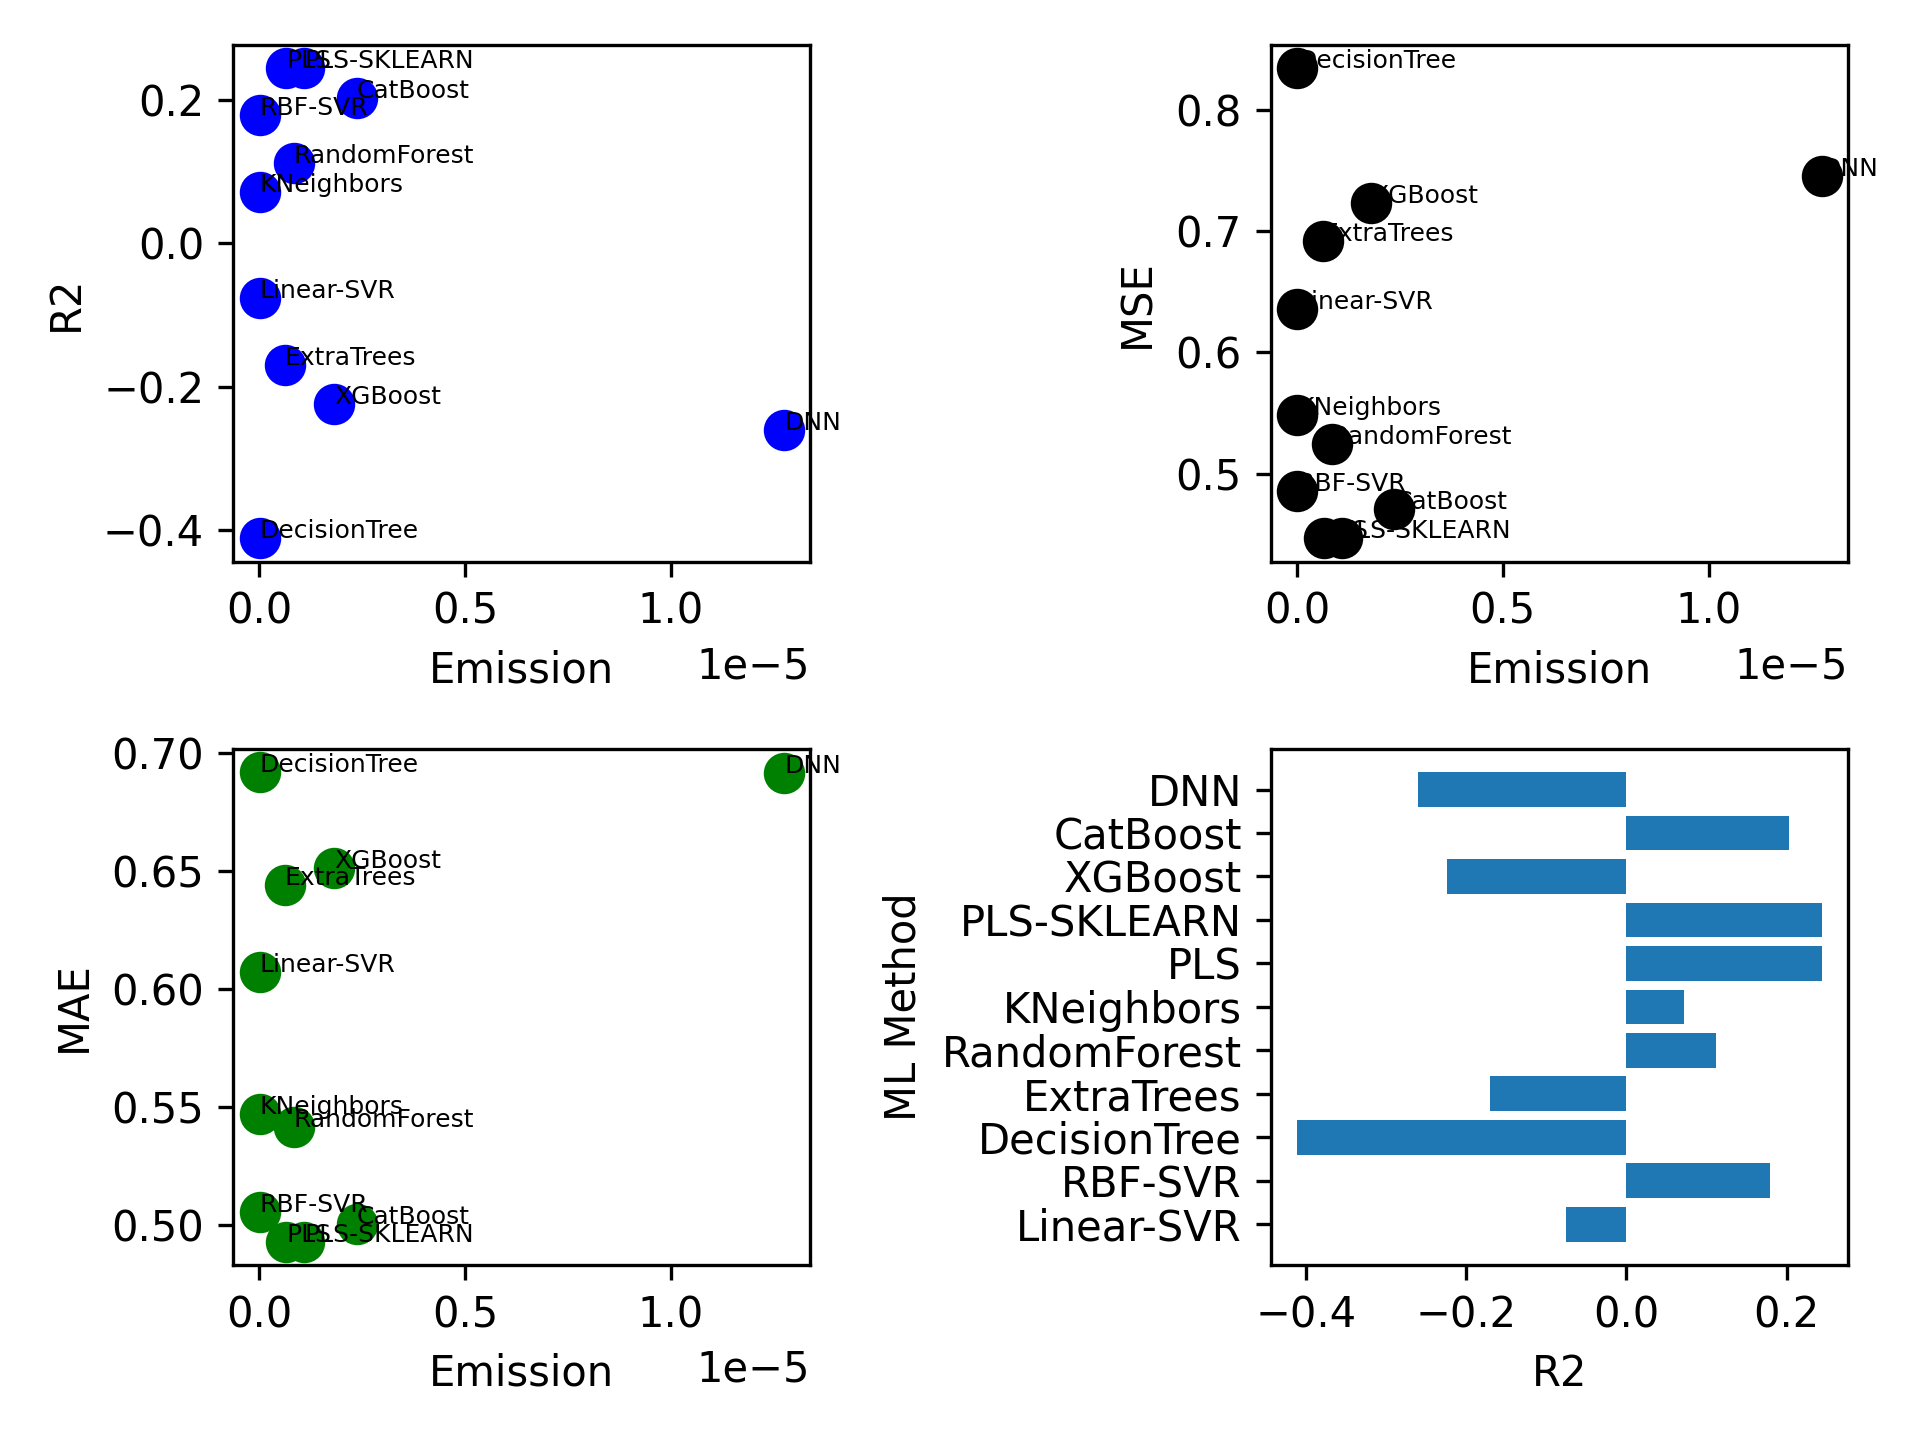 PLS
PLS-SKLEARN
CatBoost
RBF-SVR
RandomForest
KNeighbors
Linear-SVR
ExtraTrees
XGBoost
DNN
DecisionTree
0.2
0.0
−0.2
−0.4
R2
0.0 0.5 1.0
Emission 1e−5
DecisionTree
DNN
XGBoost
ExtraTrees
Linear-SVR
KNeighbors
RandomForest
RBF-SVR
CatBoost
PLS-SKLEARN
0.8
0.7
0.6
0.5
MSE
0.0 0.5 1.0
Emission 1e−5
DecisionTree
DNN
XGBoost
ExtraTrees
Linear-SVR
KNeighbors
RandomForest
RBF-SVR
CatBoost
PLS
PLS-SKLEARN
0.70
0.65
0.60
0.55
0.50
MAE
0.0 0.5 1.0
Emission 1e−5
DNN
CatBoost
XGBoost
PLS-SKLEARN
PLS
KNeighbors
RandomForest
ExtraTrees
DecisionTree
RBF-SVR
Linear-SVR
ML Method
−0.4 −0.2 0.0 0.2
R2